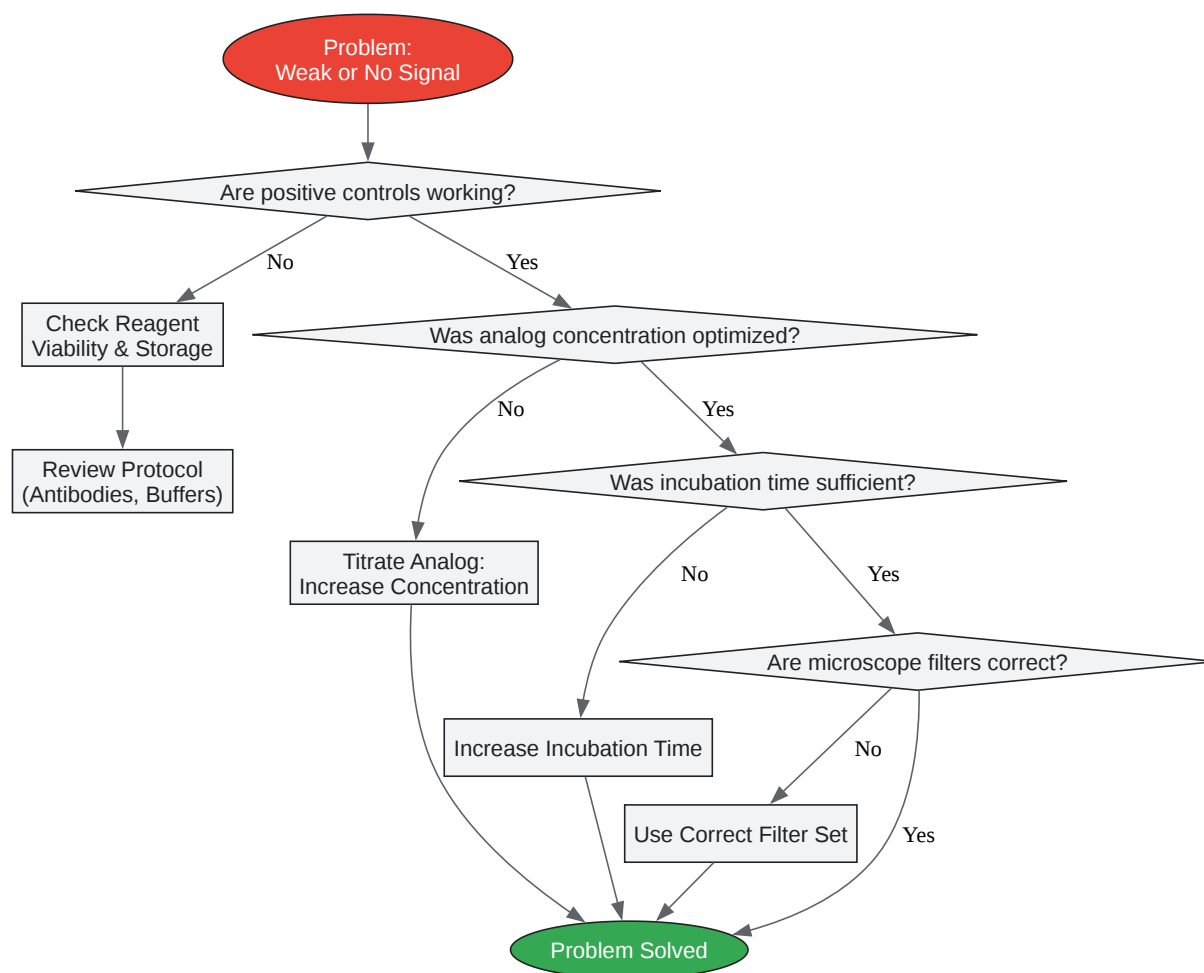 Problem:
Weak or No Signal
Are positive controls working?
No
Yes
Check Reagent
Viability & Storage
Was analog concentration optimized?
Review Protocol
(Antibodies, Buffers)
No
Yes
Was incubation time sufficient?
Titrate Analog:
Increase Concentration
No
Yes
Are microscope filters correct?
Increase Incubation Time
No
Use Correct Filter Set
Yes
Problem Solved